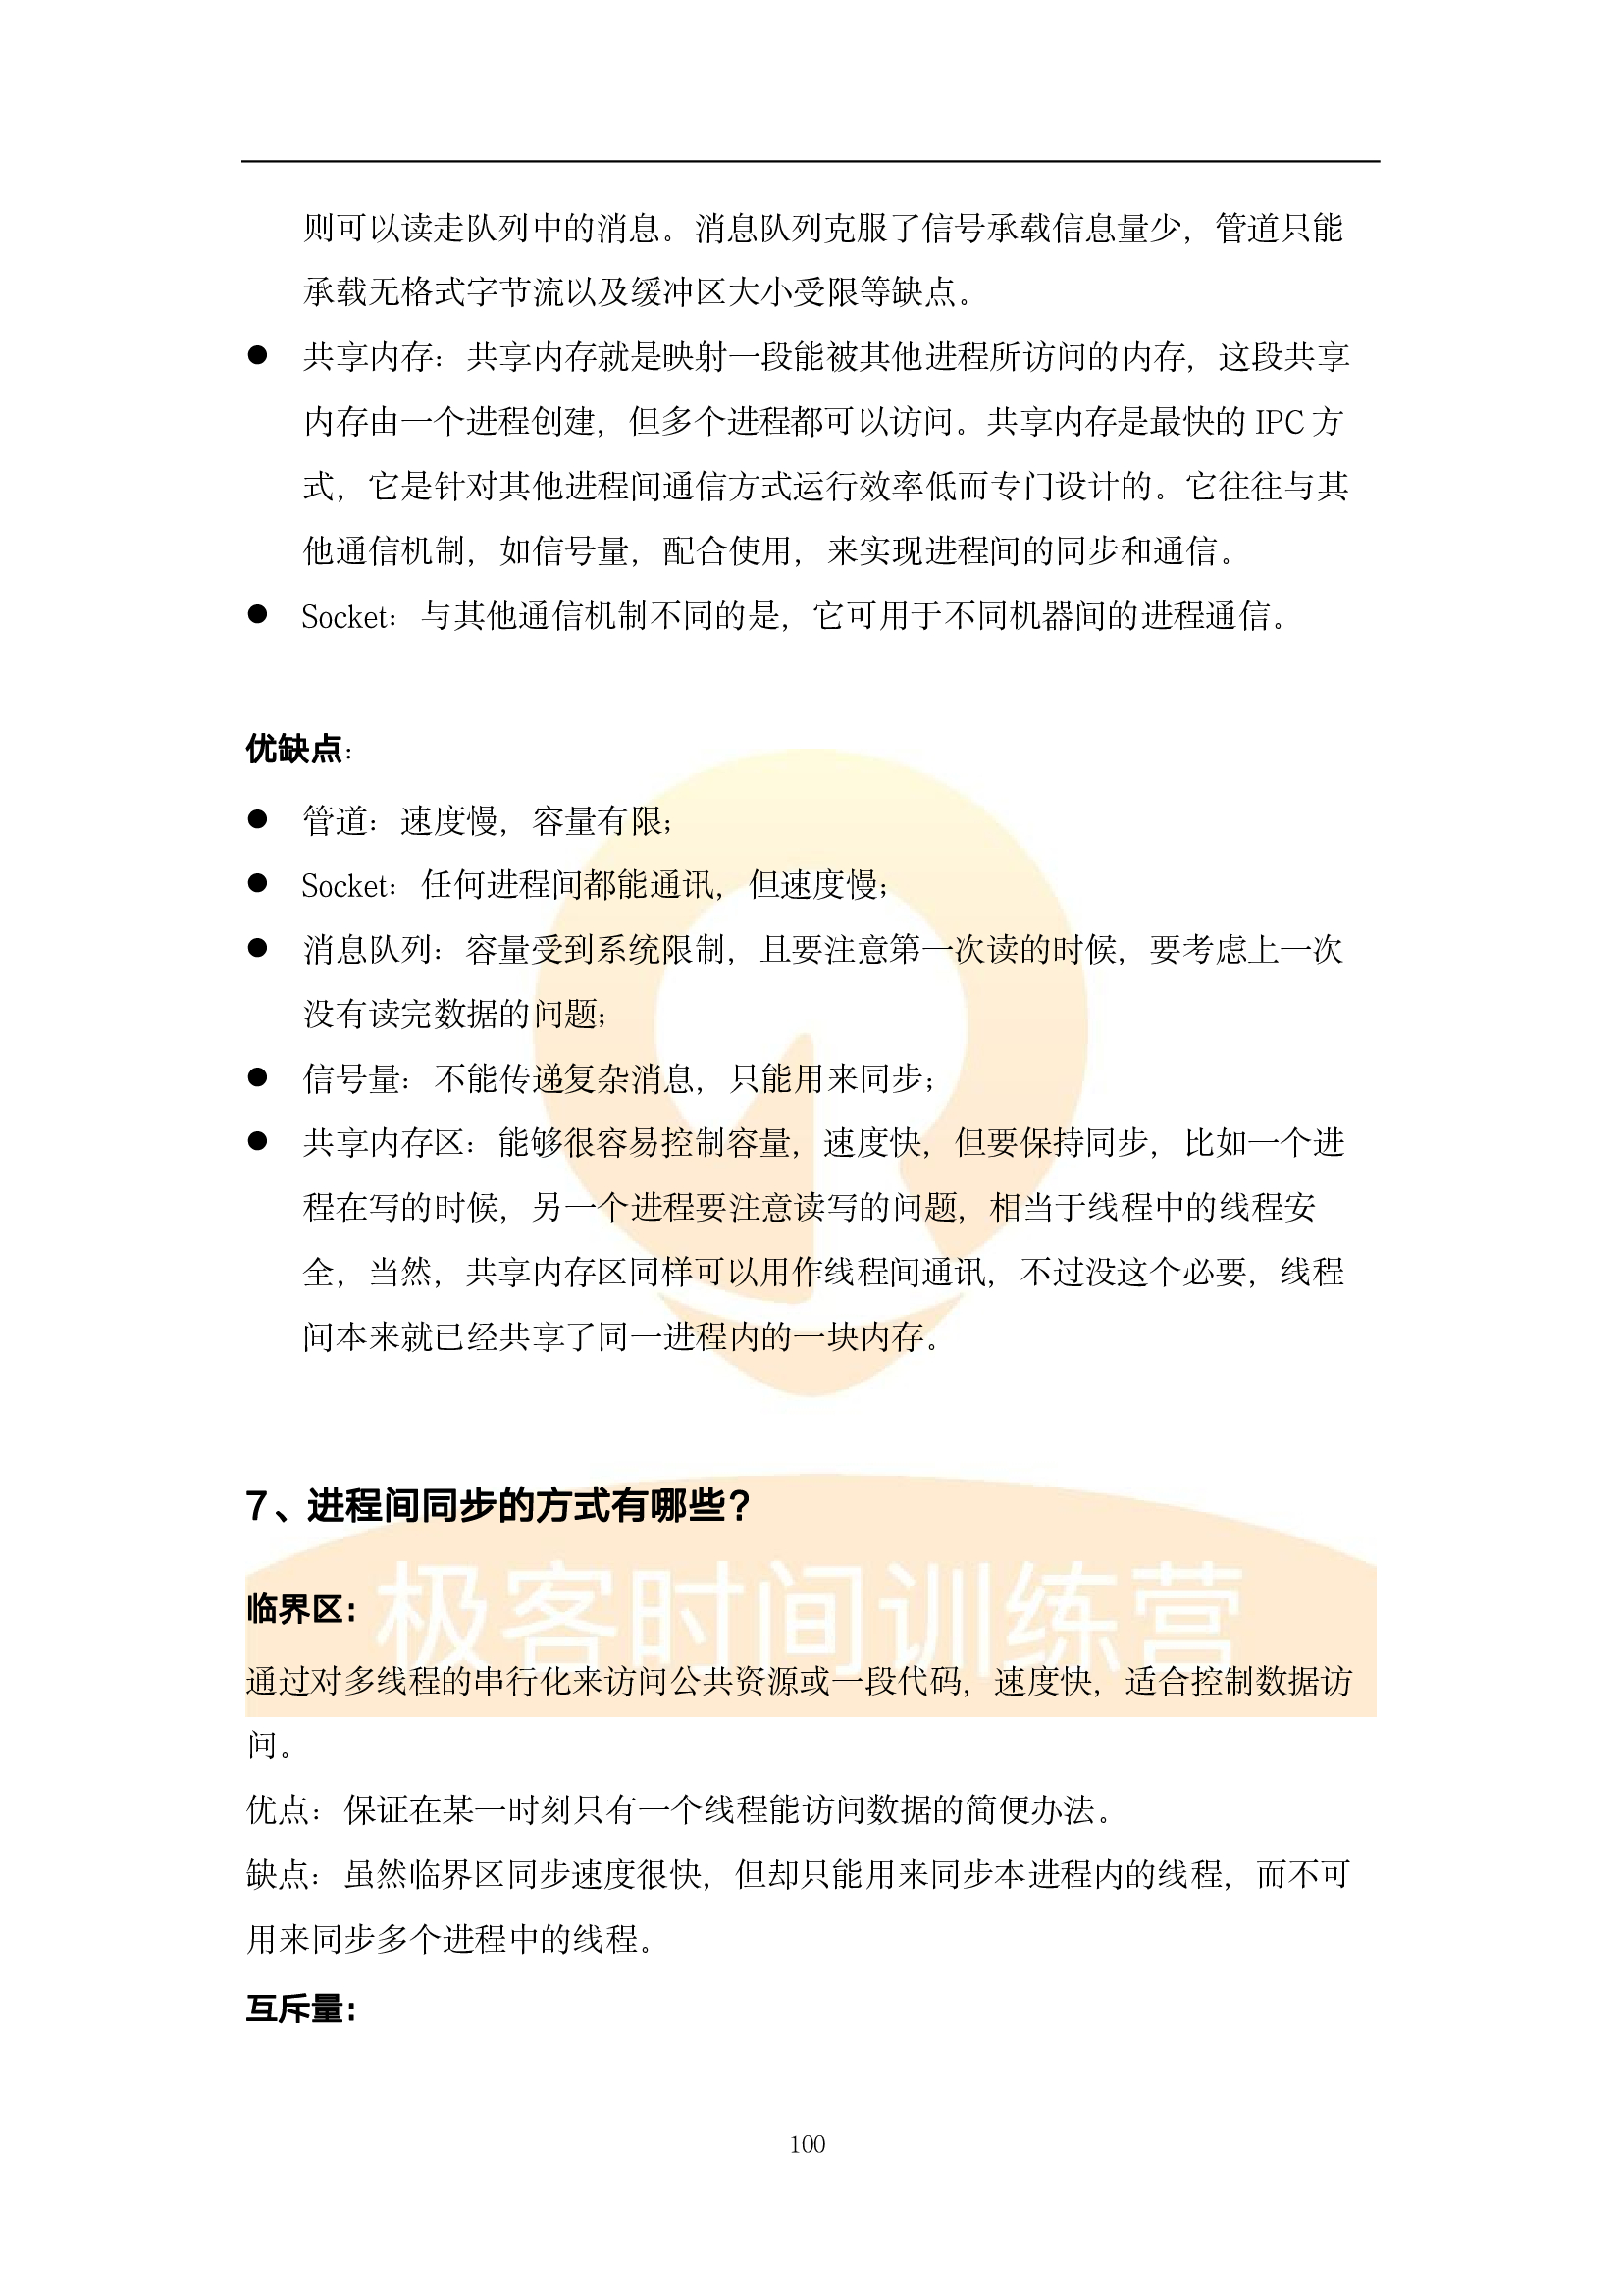 则可以读走队列中的消息。消息队列克服了信号承载信息量少，管道只能
承载无格式字节流以及缓冲区大小受限等缺点。
● 共享内存：共享内存就是映射一段能被其他进程所访问的内存，这段共享
内存由一个进程创建，但多个进程都可以访问。共享内存是最快的 IPC 方
式，它是针对其他进程间通信方式运行效率低而专门设计的。它往往与其
他通信机制，如信号量，配合使用，来实现进程间的同步和通信。
● Socket：与其他通信机制不同的是，它可用于不同机器间的进程通信。
优缺点：
● 管道：速度慢，容量有限；
● Socket：任何进程间都能通讯，但速度慢；
● 消息队列：容量受到系统限制，且要注意第一次读的时候，要考虑上一次
没有读完数据的问题；
● 信号量：不能传递复杂消息，只能用来同步；
● 共享内存区：能够很容易控制容量，速度快，但要保持同步，比如一个进
程在写的时候，另一个进程要注意读写的问题，相当于线程中的线程安
全，当然，共享内存区同样可以用作线程间通讯，不过没这个必要，线程
间本来就已经共享了同一进程内的一块内存。
7、进程间同步的方式有哪些？
极客时间训练营
临界区：
通过对多线程的串行化来访问公共资源或一段代码，速度快，适合控制数据访
问。
优点：保证在某一时刻只有一个线程能访问数据的简便办法。
缺点：虽然临界区同步速度很快，但却只能用来同步本进程内的线程，而不可
用来同步多个进程中的线程。
互斥量：
100